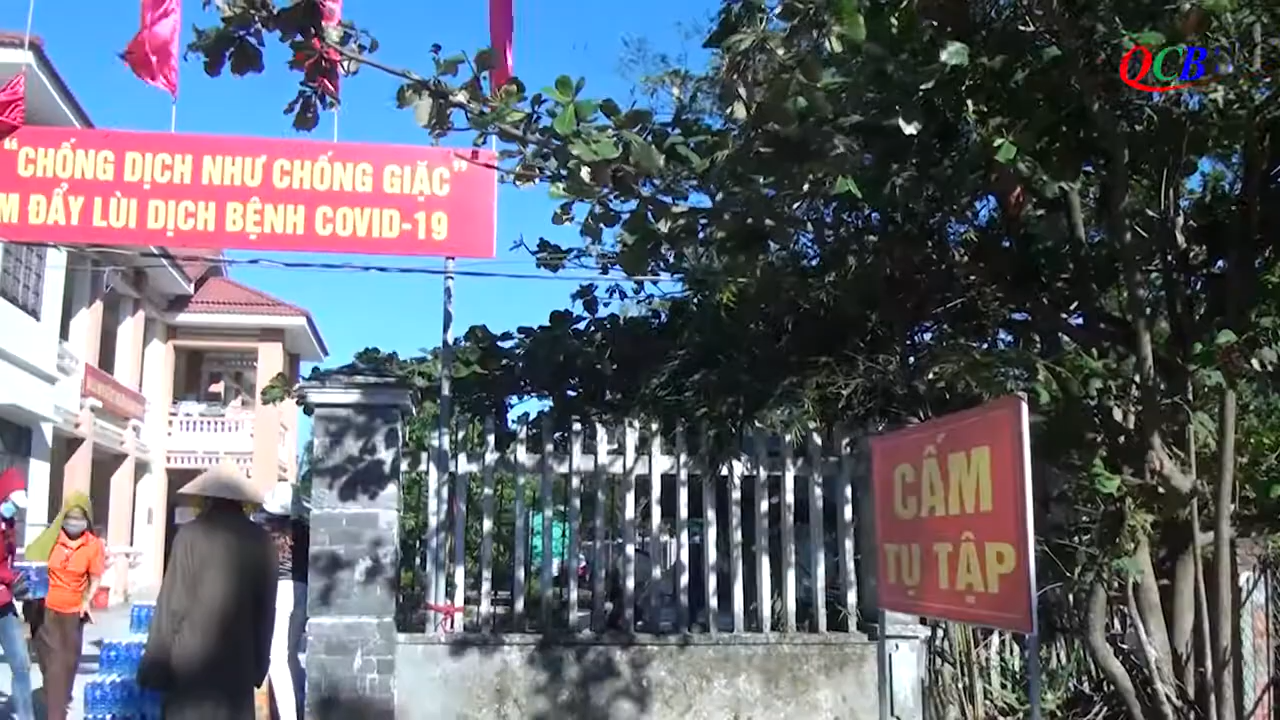 QCB
“CHỐNG DỊCH NHƯ CHỐNG GIẶC”
ĐẨY LÙI DỊCH BỆNH COVID-19
CẤM
TỤ TẬP